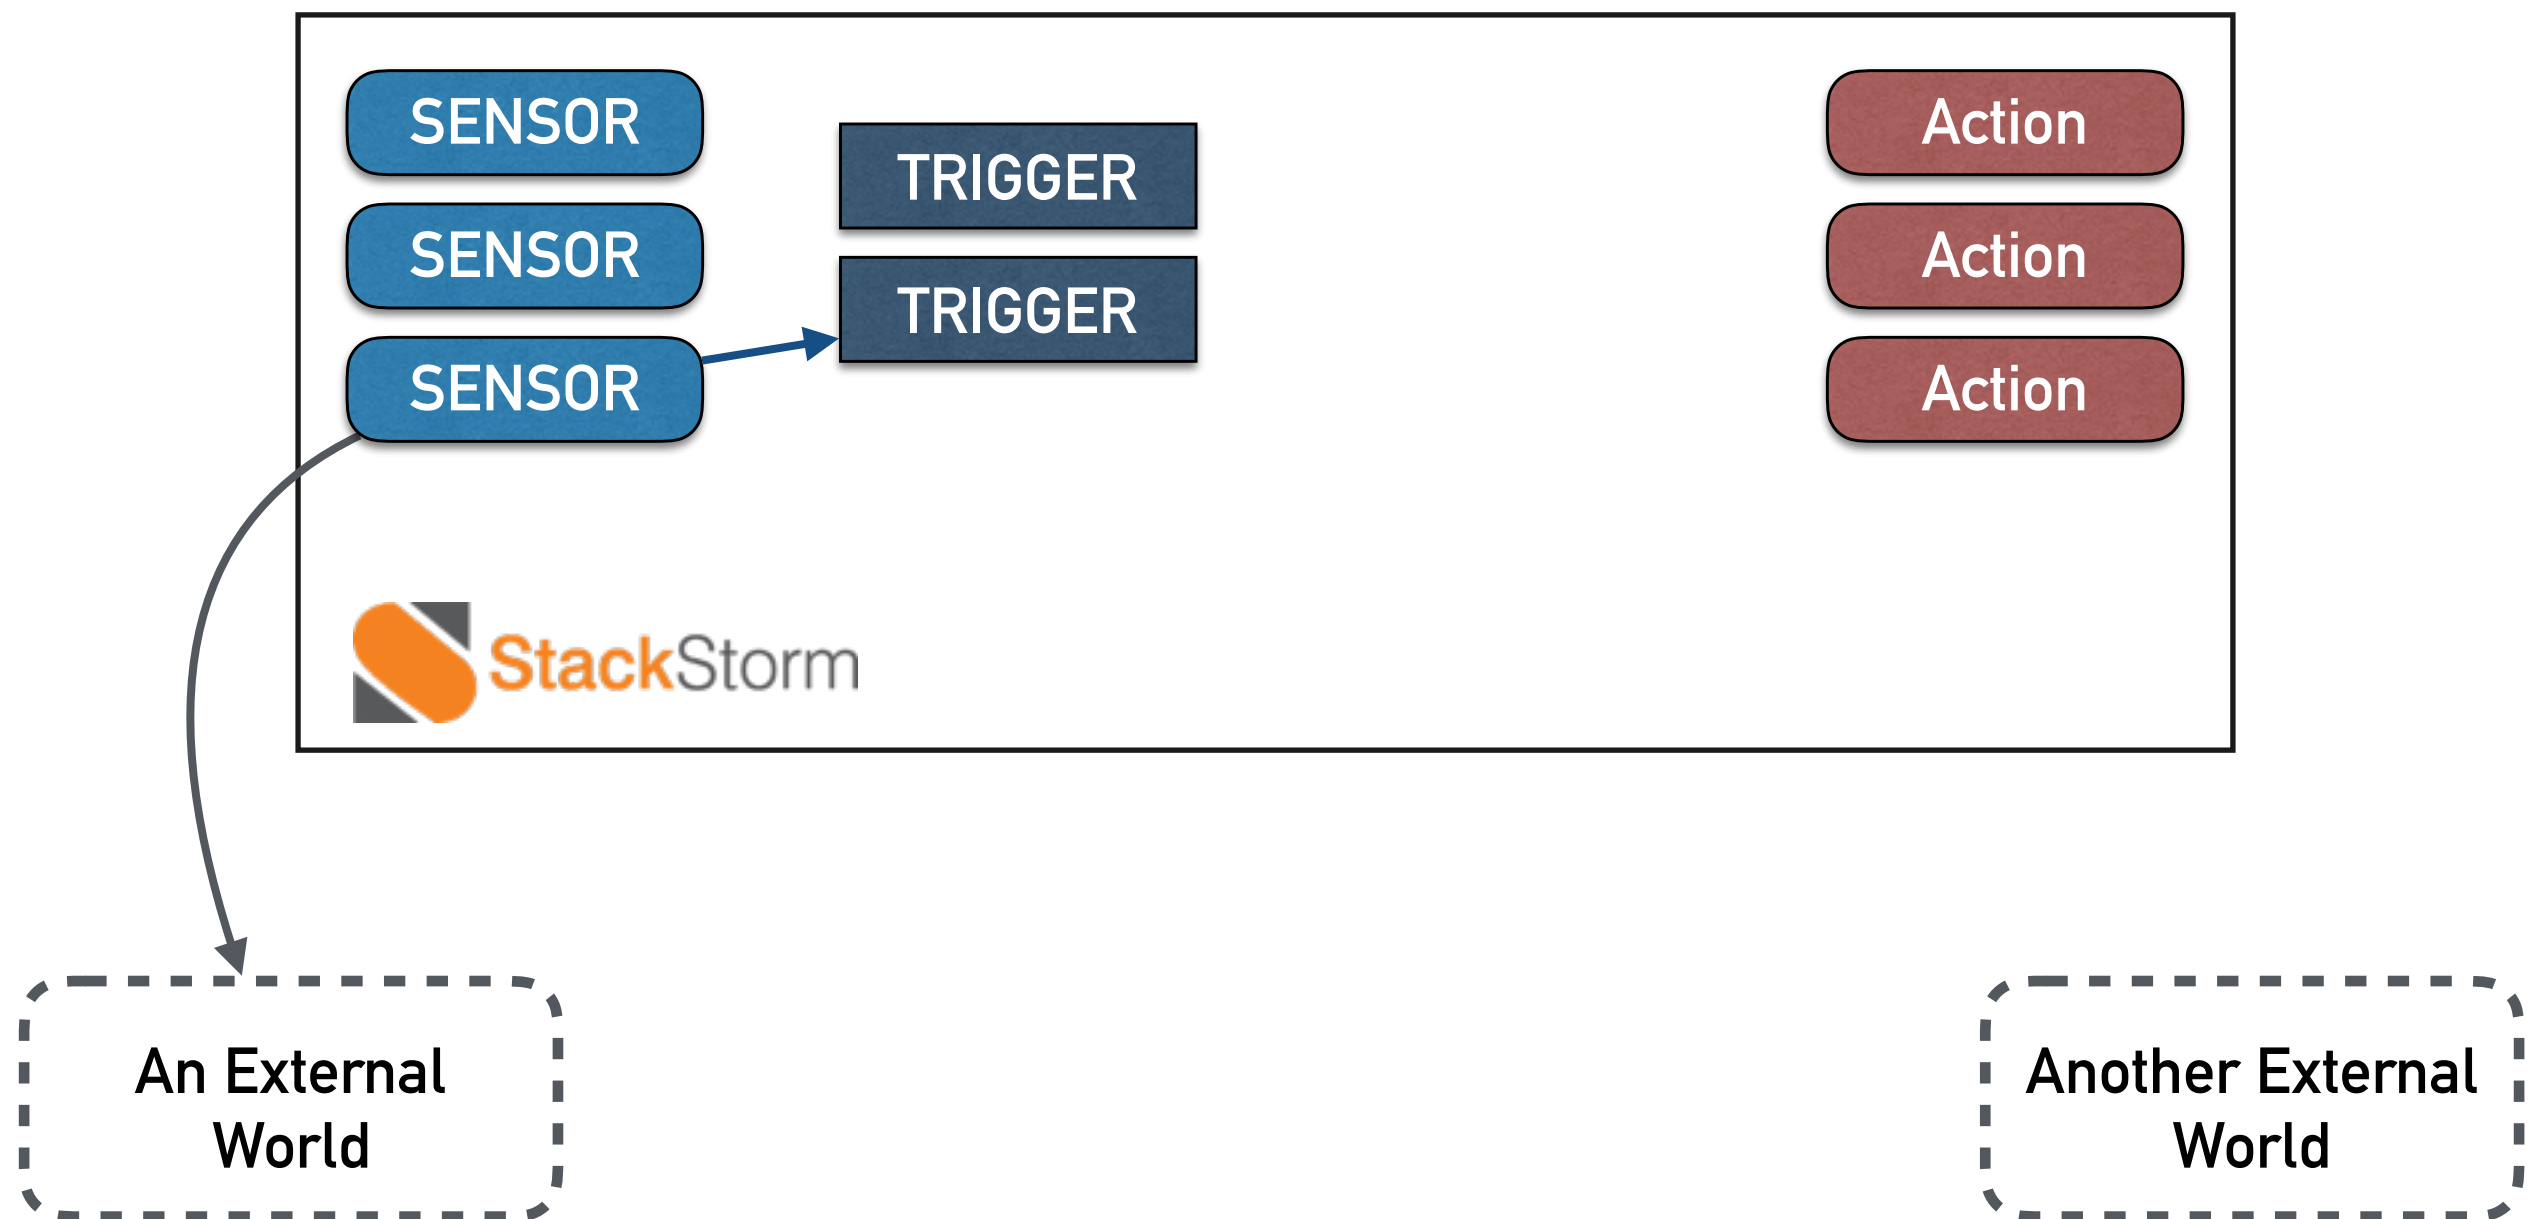 SENSOR
SENSOR
SENSOR
TRIGGER
TRIGGER
Action
Action
Action
StackStorm
An External
World
Another External
World